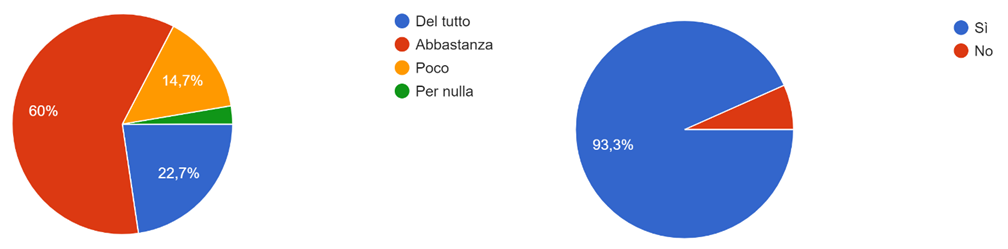 Del tutto
Abbastanza
Poco
Per nulla
14,7%
60%
22,7%
Sì
No
93,3%